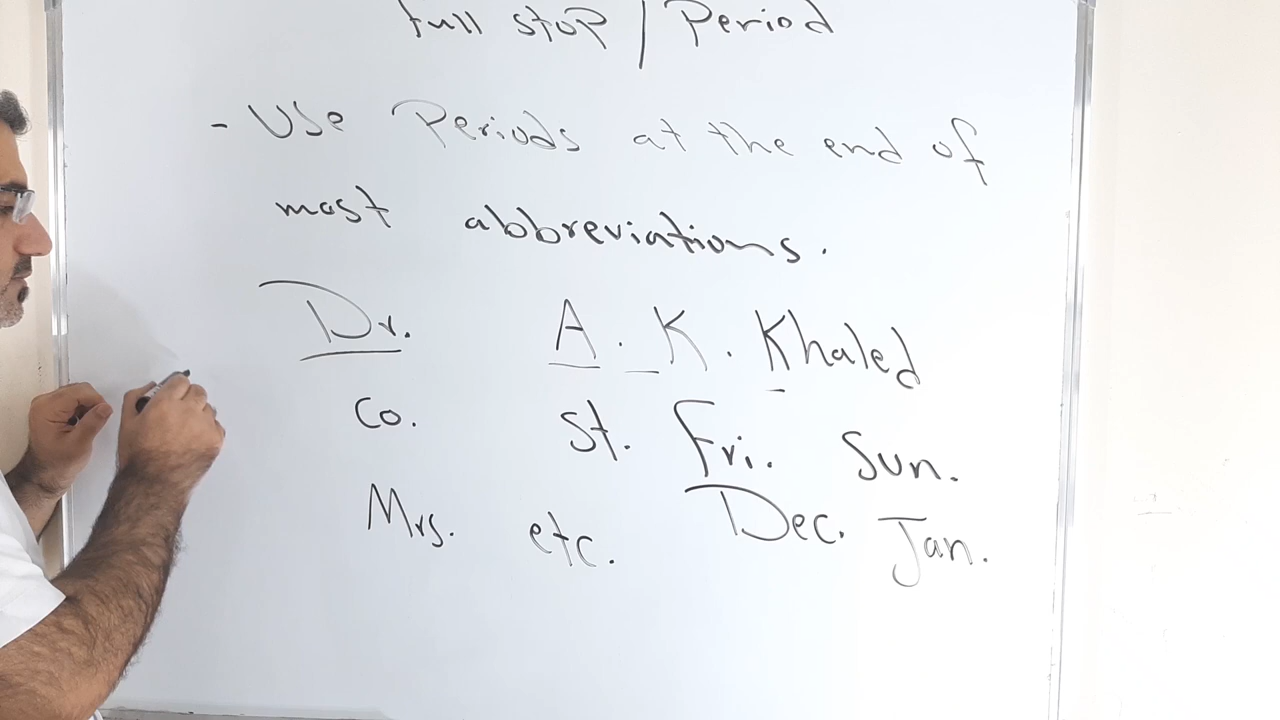 full stop / Period
- Use Periods at the end of
most abbreviations.
Dr. A. K. Khaled
Co. St. Fri. Sun.
Mrs. etc. Dec. Jan.